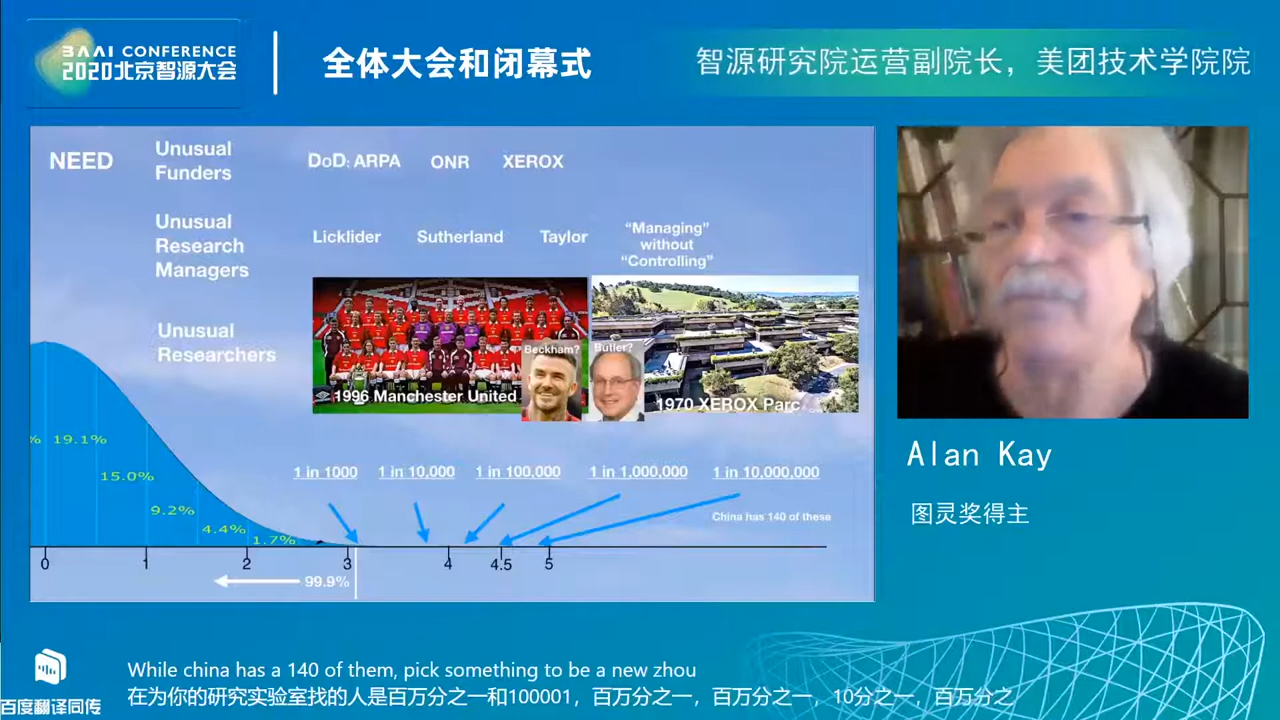 BAAI CONFERENCE
2020北京智源大会
全体大会和闭幕式
智源研究院运营副院长，美团技术学院院
NEED
Unusual
Funders
DoD: ARPA
ONR
XEROX
Unusual
Research
Managers
Licklider
Sutherland
Taylor
“Managing”
without
“Controlling”
Unusual
Researchers
Beckham?
Butler?
1996 Manchester United
1970 XEROX Parc
%
19.1%
15.0%
9.2%
4.4%
1.7%
1 in 1000
1 in 10,000
1 in 100,000
1 in 1,000,000
1 in 10,000,000
China has 140 of these
0
1
2
3
4
4.5
5
99.9%
Alan Kay
图灵奖得主
百度翻译同传
While china has a 140 of them, pick something to be a new zhou
在为你的研究实验室找的人是百万分之一和100001，百万分之一，百万分之一，10分之一，百万分之